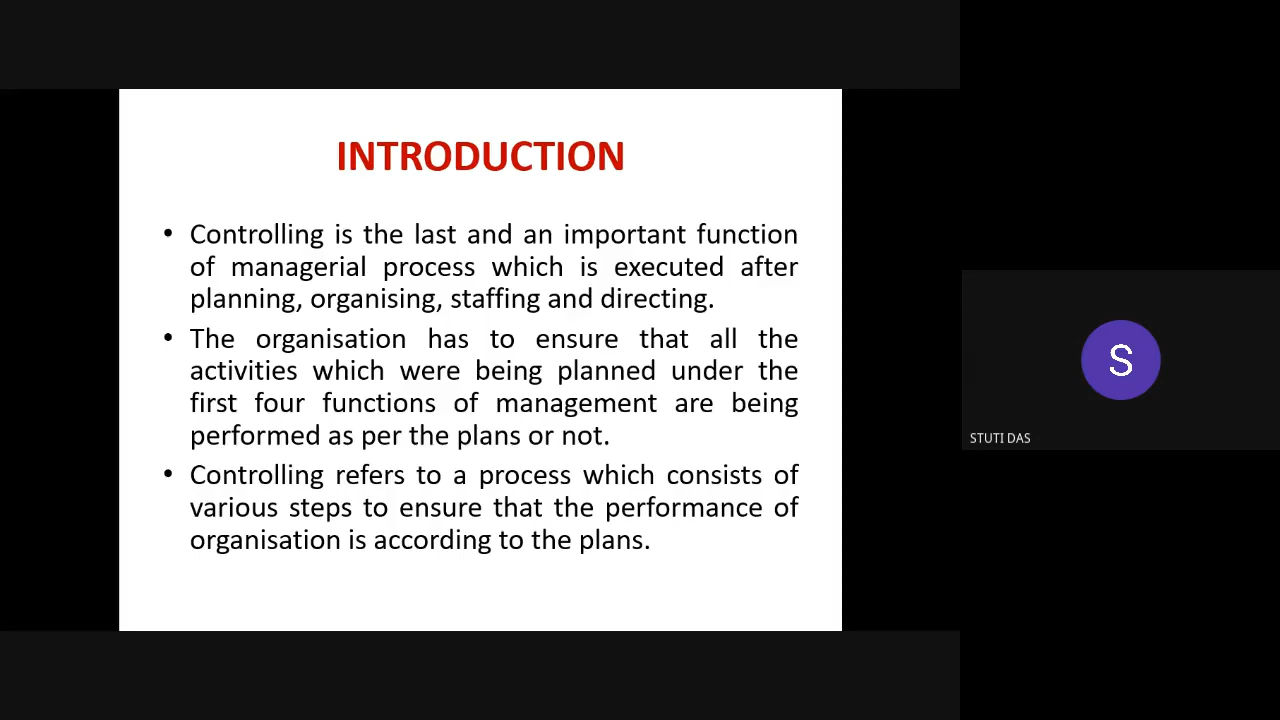 INTRODUCTION
• Controlling is the last and an important function
of managerial process which is executed after
planning, organising, staffing and directing.
• The organisation has to ensure that all the
activities which were being planned under the
first four functions of management are being
performed as per the plans or not.
• Controlling refers to a process which consists of
various steps to ensure that the performance of
organisation is according to the plans.
S
STUTI DAS